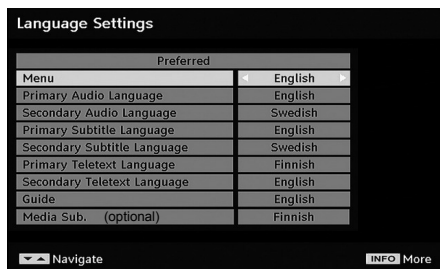 Language Settings
Preferred
Menu English
Primary Audio Language English
Secondary Audio Language Swedish
Primary Subtitle Language English
Secondary Subtitle Language Swedish
Primary Teletext Language Finnish
Secondary Teletext Language English
Guide English
Media Sub. (optional) Finnish
Navigate INFO More